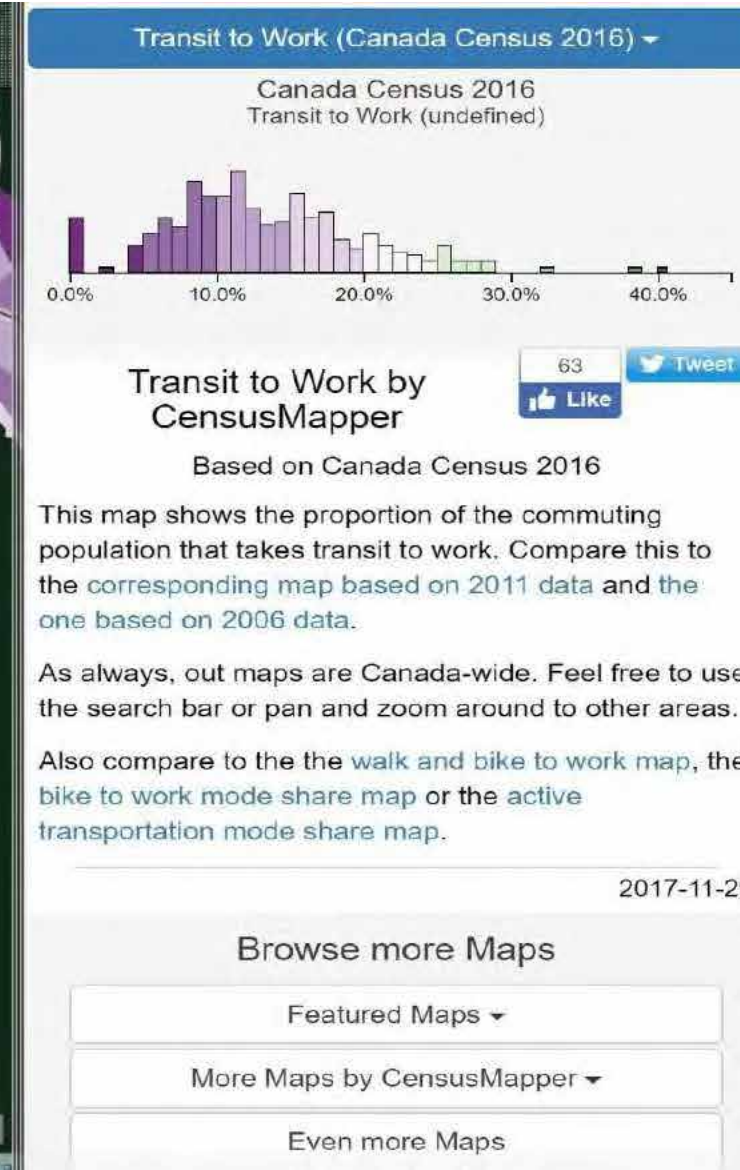 Transit to Work (Canada Census 2016)
Canada Census 2016
Transit to Work (undefined)
0.0%
10.0%
20.0%
30.0%
40.0%
Transit to Work by
CensusMapper
63
Like
Tweet
Based on Canada Census 2016
This map shows the proportion of the commuting
population that takes transit to work. Compare this to
the corresponding map based on 2011 data and the
one based on 2006 data.
As always, out maps are Canada-wide. Feel free to use
the search bar or pan and zoom around to other areas.
Also compare to the the walk and bike to work map, the
bike to work mode share map or the active
transportation mode share map.
2017-11-2
Browse more Maps
Featured Maps
More Maps by CensusMapper
Even more Maps